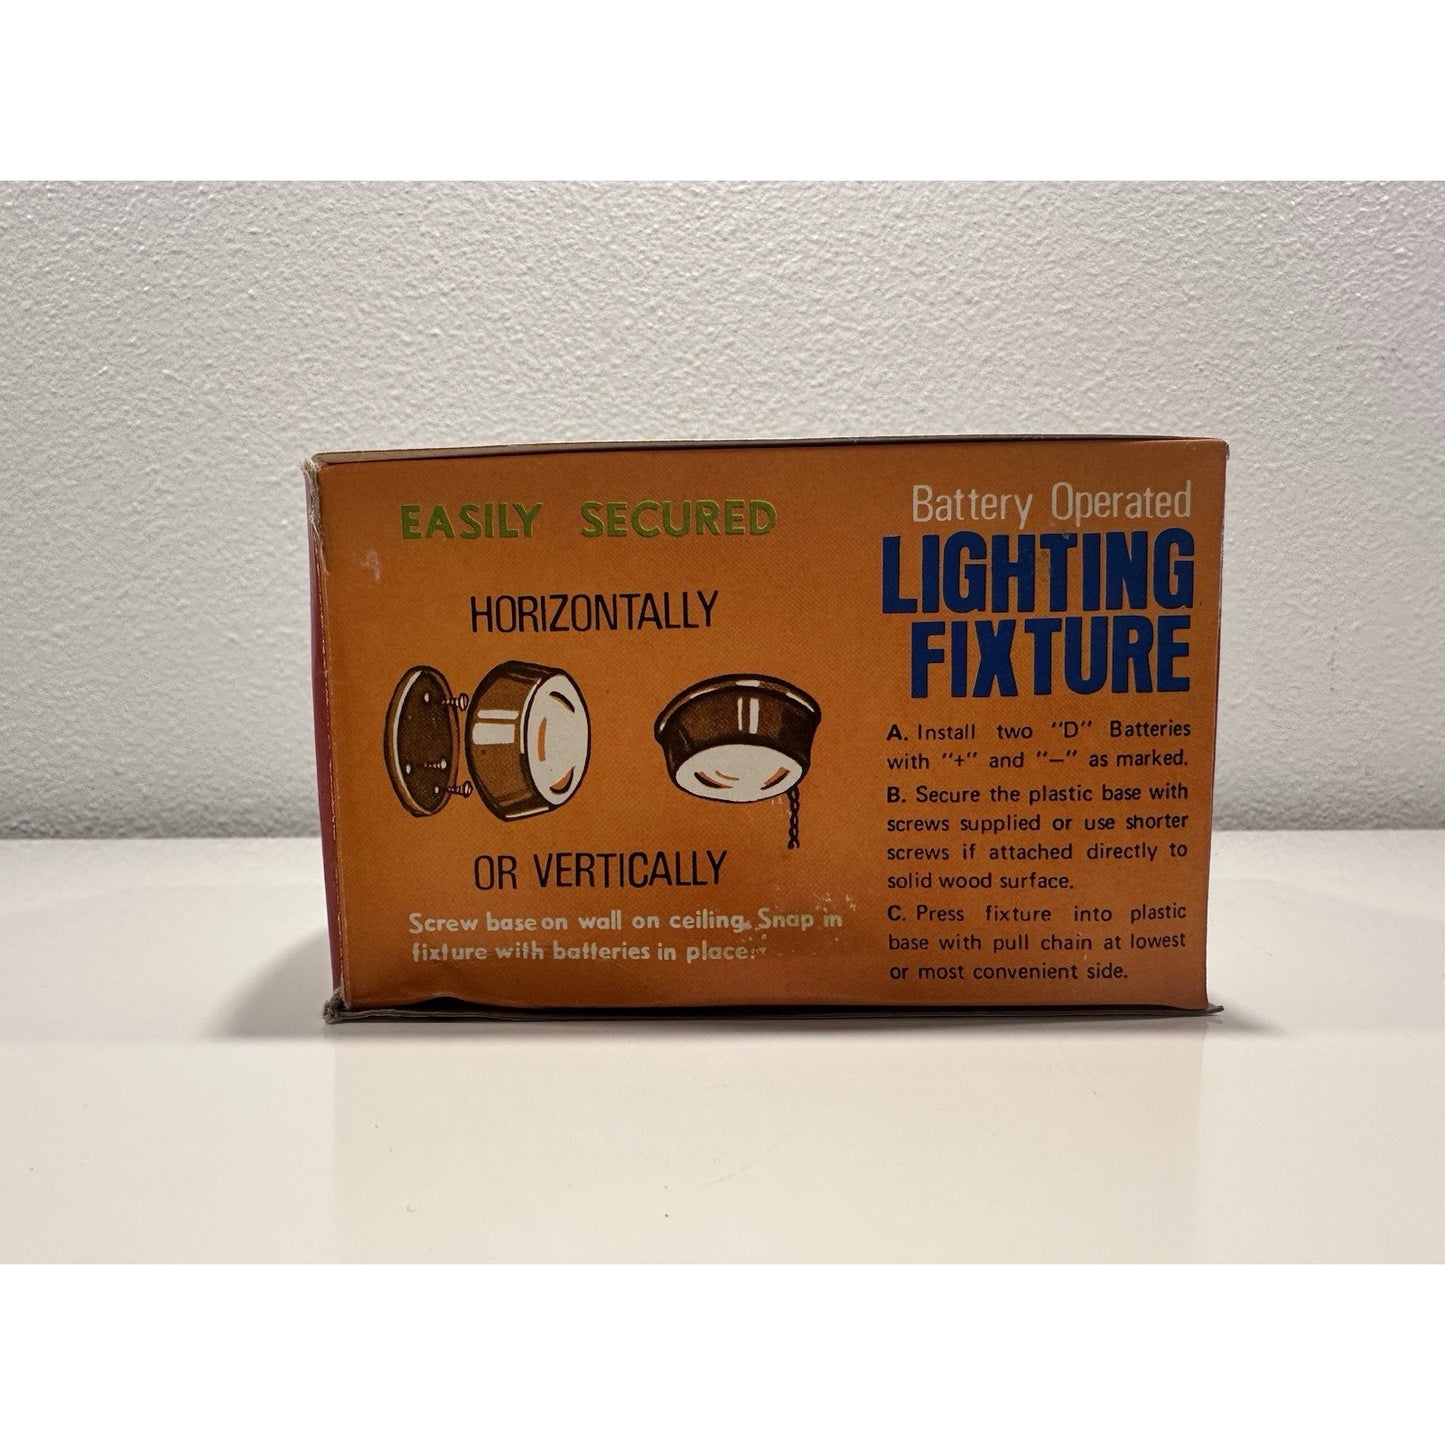 EASILY SECURED
HORIZONTALLY
OR VERTICALLY
Screw base on wall on ceiling. Snap in
fixture with batteries in place.
Battery Operated
LIGHTING
FIXTURE
A. Install two "D" Batteries
with "+" and "–" as marked.
B. Secure the plastic base with
screws supplied or use shorter
screws if attached directly to
solid wood surface.
C. Press fixture into plastic
base with pull chain at lowest
or most convenient side.